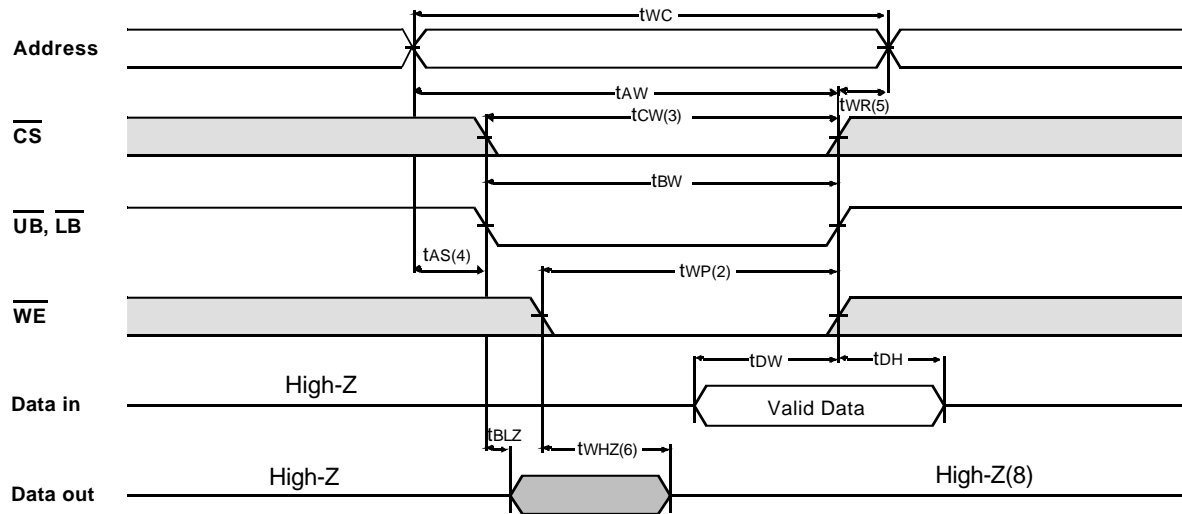 tWC
Address
tAW
tWR(5)
tCW(3)
CS
tBW
UB, LB
tAS(4)
tWP(2)
WE
tDW
tDH
High-Z
Data in
Valid Data
tBLZ
tWHZ(6)
High-Z
High-Z(8)
Data out